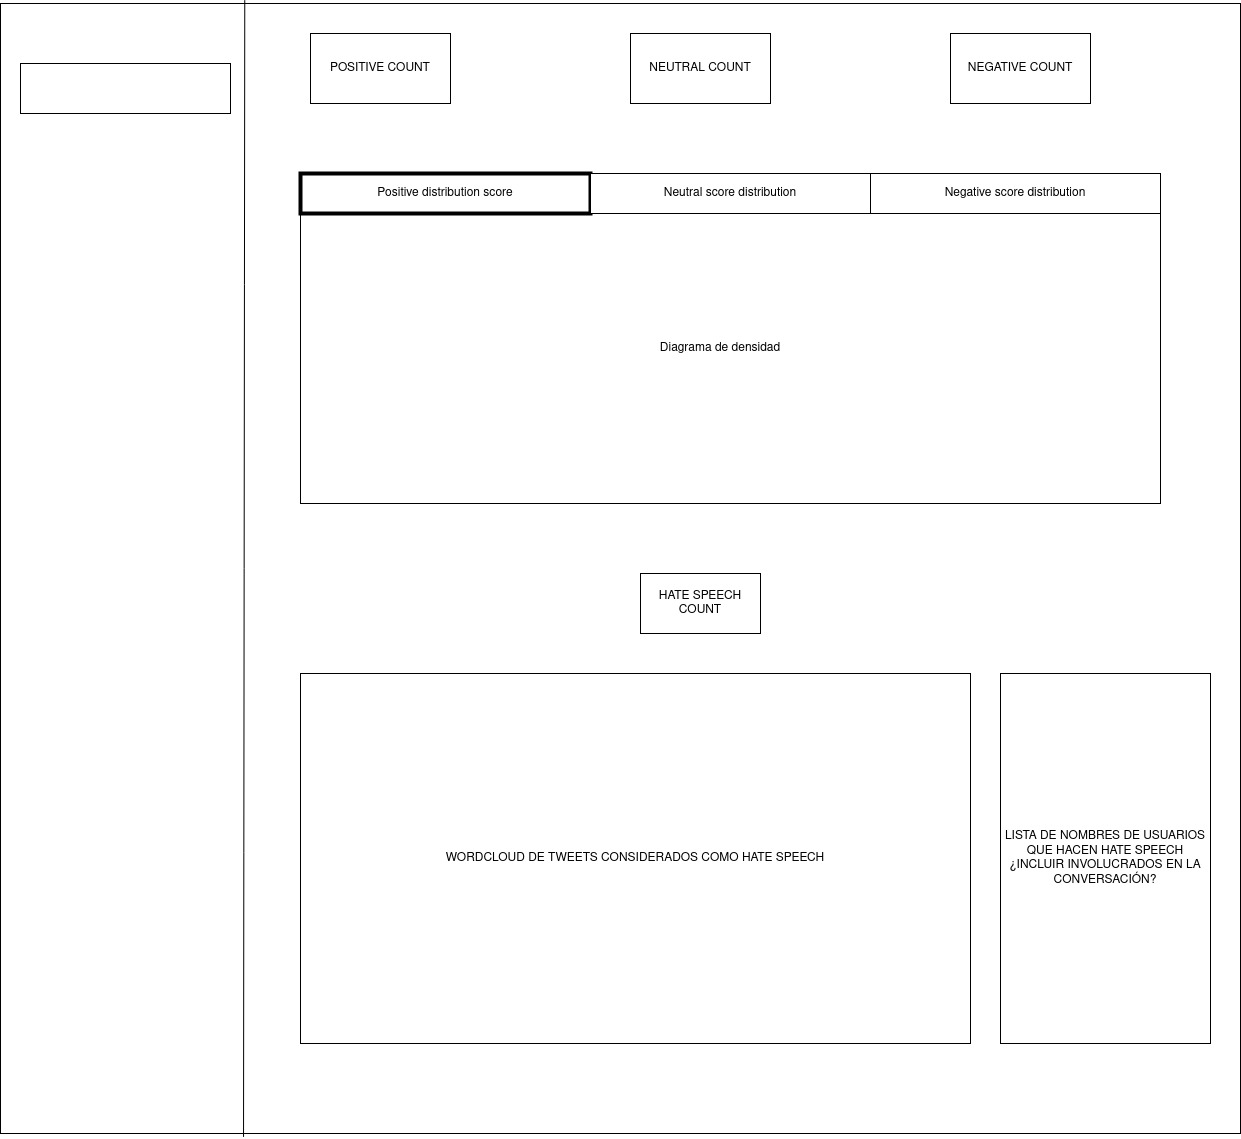 POSITIVE COUNT
NEUTRAL COUNT
NEGATIVE COUNT
Positive distribution score
Neutral score distribution
Negative score distribution
Diagrama de densidad
HATE SPEECH
COUNT
WORDCLOUD DE TWEETS CONSIDERADOS COMO HATE SPEECH
LISTA DE NOMBRES DE USUARIOS
QUE HACEN HATE SPEECH
¿INCLUIR INVOLUCRADOS EN LA
CONVERSACIÓN?